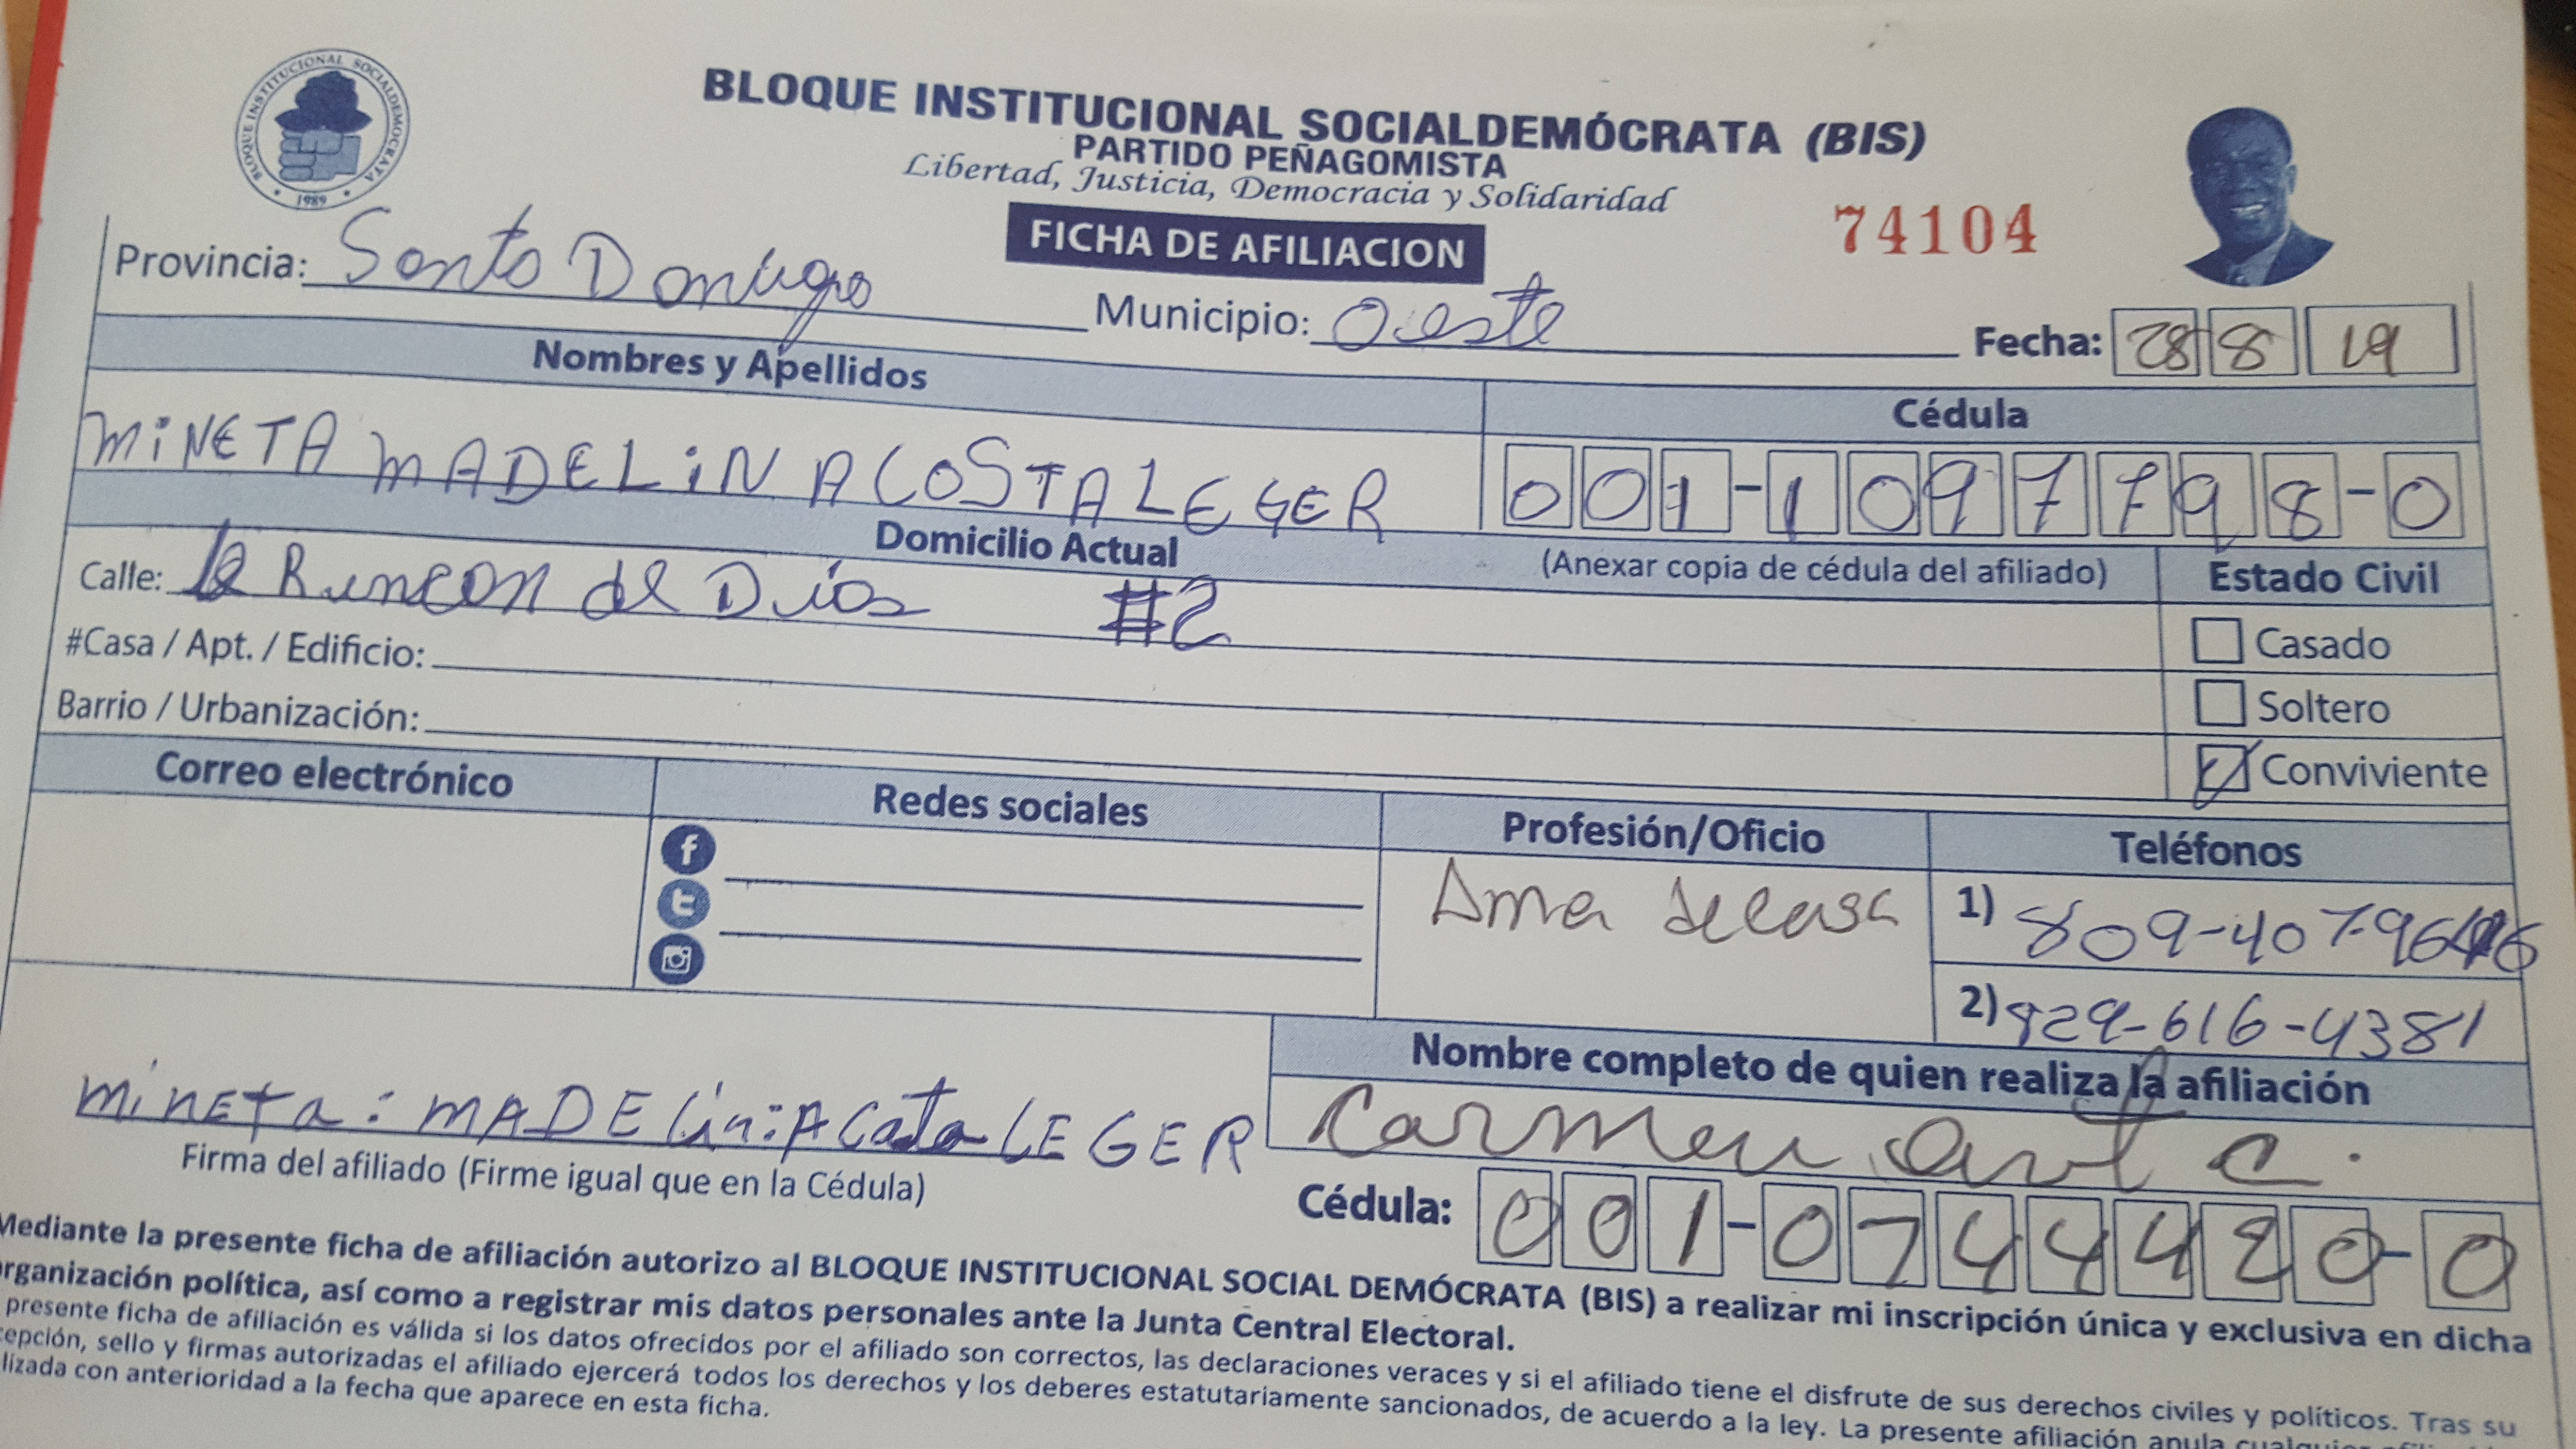 BLOQUE INSTITUCIONAL SOCIALDEMOCRATA
1989
BLOQUE INSTITUCIONAL SOCIALDEMÓCRATA (BIS)
PARTIDO PEÑAGOMISTA
Libertad, Justicia, Democracia y Solidaridad
FICHA DE AFILIACION
74104
Provincia: Santo Domingo
Municipio: Oeste
Fecha: 28 8 19
Nombres y Apellidos
Cédula
MiNETA MADELiN ACOSTA LEGER
001-1097798-0
Domicilio Actual
(Anexar copia de cédula del afiliado)
Estado Civil
Calle: Rincon de Dios #2
Casado
#Casa / Apt. / Edificio:
Soltero
Barrio / Urbanización:
Conviviente
Correo electrónico
Redes sociales
Profesión/Oficio
Teléfonos
Ama de casa
1) 809-407-
2) 829-616-4381
Nombre completo de quien realiza la afiliación
mineta: MADELin: LEGER
Carmen C.
Firma del afiliado (Firme igual que en la Cédula)
Cédula: 001-0744420-0
Mediante la presente ficha de afiliación autorizo al BLOQUE INSTITUCIONAL SOCIAL DEMÓCRATA (BIS) a realizar mi inscripción única y exclusiva en dicha
organización política, así como a registrar mis datos personales ante la Junta Central Electoral.
presente ficha de afiliación es válida si los datos ofrecidos por el afiliado son correctos, las declaraciones veraces y si el afiliado tiene el disfrute de sus derechos civiles y políticos. Tras su
cepción, sello y firmas autorizadas el afiliado ejercerá todos los derechos y los deberes estatutariamente sancionados, de acuerdo a la ley. La presente afiliación anula
lizada con anterioridad a la fecha que aparece en esta ficha.